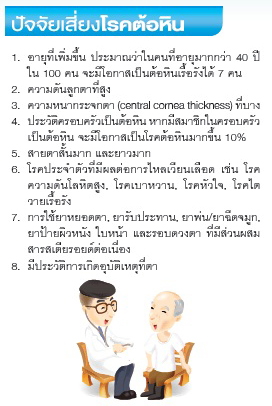 ปัจจัยเสี่ยงโรคต้อหิน
1. อายุที่เพิ่มขึ้น ประมาณว่าในคนที่อายุมากกว่า 40 ปี
ใน 100 คน จะมีโอกาสเป็นต้อหินเรื้อรังได้ 7 คน
2. ความดันลูกตาที่สูง
3. ความหนากระจกตา (central cornea thickness) ที่บาง
4. ประวัติครอบครัวเป็นต้อหิน หากมีสมาชิกในครอบครัว
เป็นต้อหิน จะมีโอกาสเป็นโรคต้อหินมากขึ้น 10%
5. สายตาสั้นมาก และยาวมาก
6. โรคประจำตัวที่มีผลต่อการไหลเวียนเลือด เช่น โรค
ความดันโลหิตสูง, โรคเบาหวาน, โรคหัวใจ, โรคไต
วายเรื้อรัง
7. การใช้ยาหยอดตา, ยารับประทาน, ยาพ่น/ยาฉีดจมูก,
ยาป้ายผิวหนัง ใบหน้า และรอบดวงตา ที่มีส่วนผสม
สารสเตียรอยด์ต่อเนื่อง
8. มีประวัติการเกิดอุบัติเหตุที่ตา